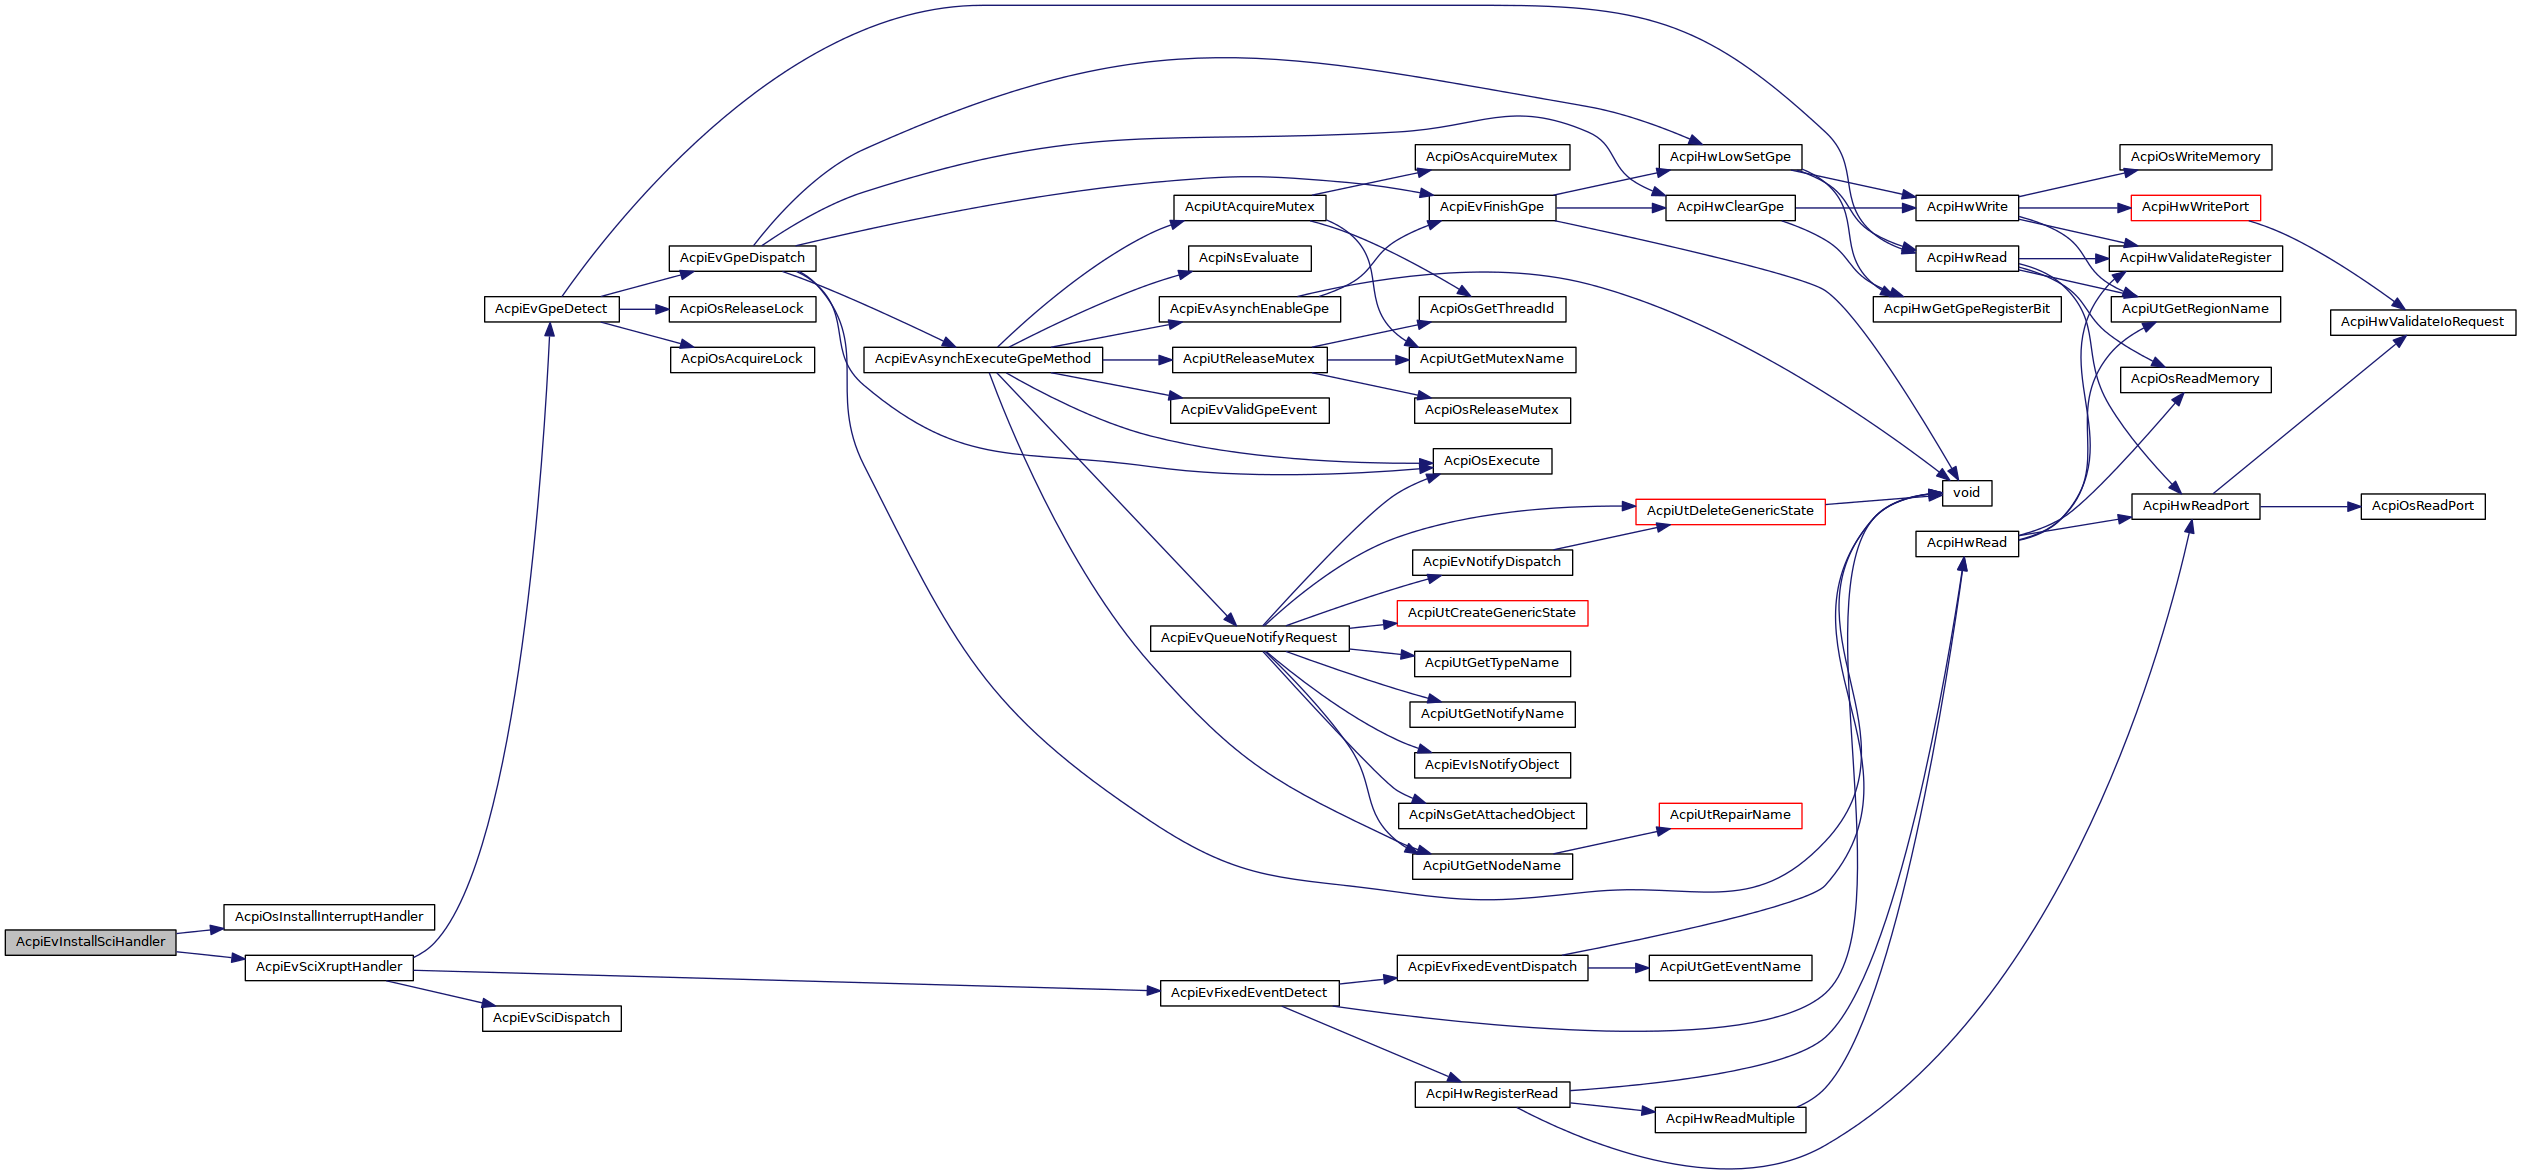 AcpiEvInstallSciHandler
AcpiOsInstallInterruptHandler
AcpiEvSciXruptHandler
AcpiEvGpeDetect
AcpiEvSciDispatch
AcpiEvGpeDispatch
AcpiOsReleaseLock
AcpiOsAcquireLock
AcpiEvAsynchExecuteGpeMethod
AcpiUtAcquireMutex
AcpiNsEvaluate
AcpiEvAsynchEnableGpe
AcpiUtReleaseMutex
AcpiEvValidGpeEvent
AcpiEvQueueNotifyRequest
AcpiEvFixedEventDetect
AcpiOsAcquireMutex
AcpiEvFinishGpe
AcpiOsGetThreadId
AcpiUtGetMutexName
AcpiOsReleaseMutex
AcpiOsExecute
AcpiEvNotifyDispatch
AcpiUtCreateGenericState
AcpiUtGetTypeName
AcpiUtGetNotifyName
AcpiEvIsNotifyObject
AcpiNsGetAttachedObject
AcpiUtGetNodeName
AcpiEvFixedEventDispatch
AcpiHwRegisterRead
AcpiHwLowSetGpe
AcpiHwClearGpe
AcpiUtDeleteGenericState
AcpiUtRepairName
AcpiUtGetEventName
AcpiHwReadMultiple
AcpiHwWrite
AcpiHwRead
AcpiHwGetGpeRegisterBit
void
AcpiHwRead
AcpiOsWriteMemory
AcpiHwWritePort
AcpiHwValidateRegister
AcpiUtGetRegionName
AcpiOsReadMemory
AcpiHwReadPort
AcpiHwValidateIoRequest
AcpiOsReadPort